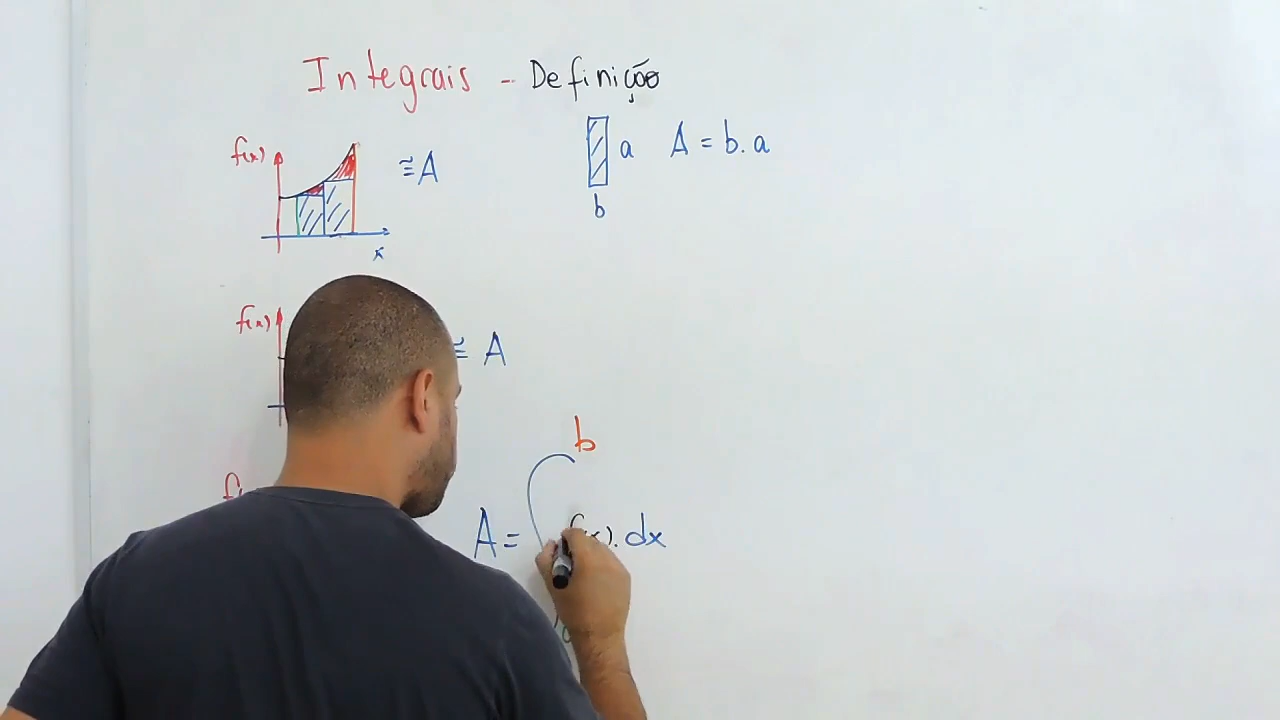 Integrais - Definição
f(x)
≅ A
x
a
b
A = b.a
f(x)
≅ A
b
A = f(x). dx